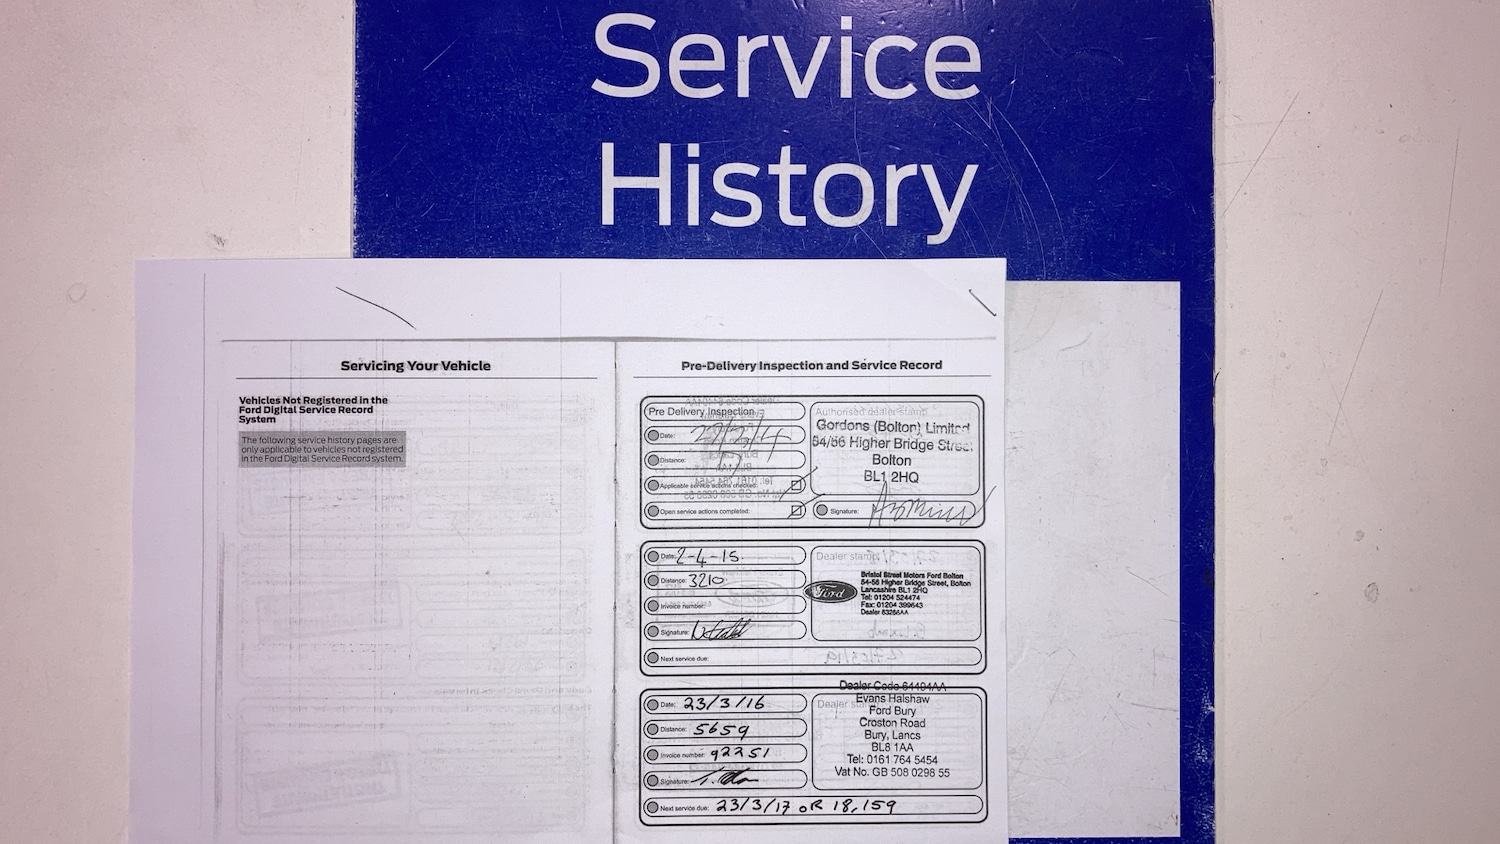 Service
History
Servicing Your Vehicle
Vehicles Not Registered in the
Ford Digital Service Record
System
The following service history pages are
only applicable to vehicles not registered
in the Ford Digital Service Record system.
Pre-Delivery Inspection and Service Record
Pre Delivery Inspection
Date:
Distance:
Applicable service actions checked:
Open service actions completed:
Authorised dealer stamp
Gordons (Bolton) Limited
54/56 Higher Bridge Street
Bolton
BL1 2HQ
Signature:
Date: 2-4-15.
Distance: 3210
Invoice number:
Signature:
Next service due:
Dealer stamp
Ford
Bristol Street Motors Ford Bolton
54-56 Higher Bridge Street, Bolton
Lancashire BL1 2HQ
Tel: 01204 524474
Fax: 01204 399643
Dealer 63266AA
Date: 23/3/16
Distance: 5659
Invoice number: 92251
Signature:
Next service due: 23/3/17 OR 18,159
Dealer Code 64494AA
Dealer
Evans Halshaw
Ford Bury
Croston Road
Bury, Lancs
BL8 1AA
Tel: 0161 764 5454
Vat No. GB 508 0298 55